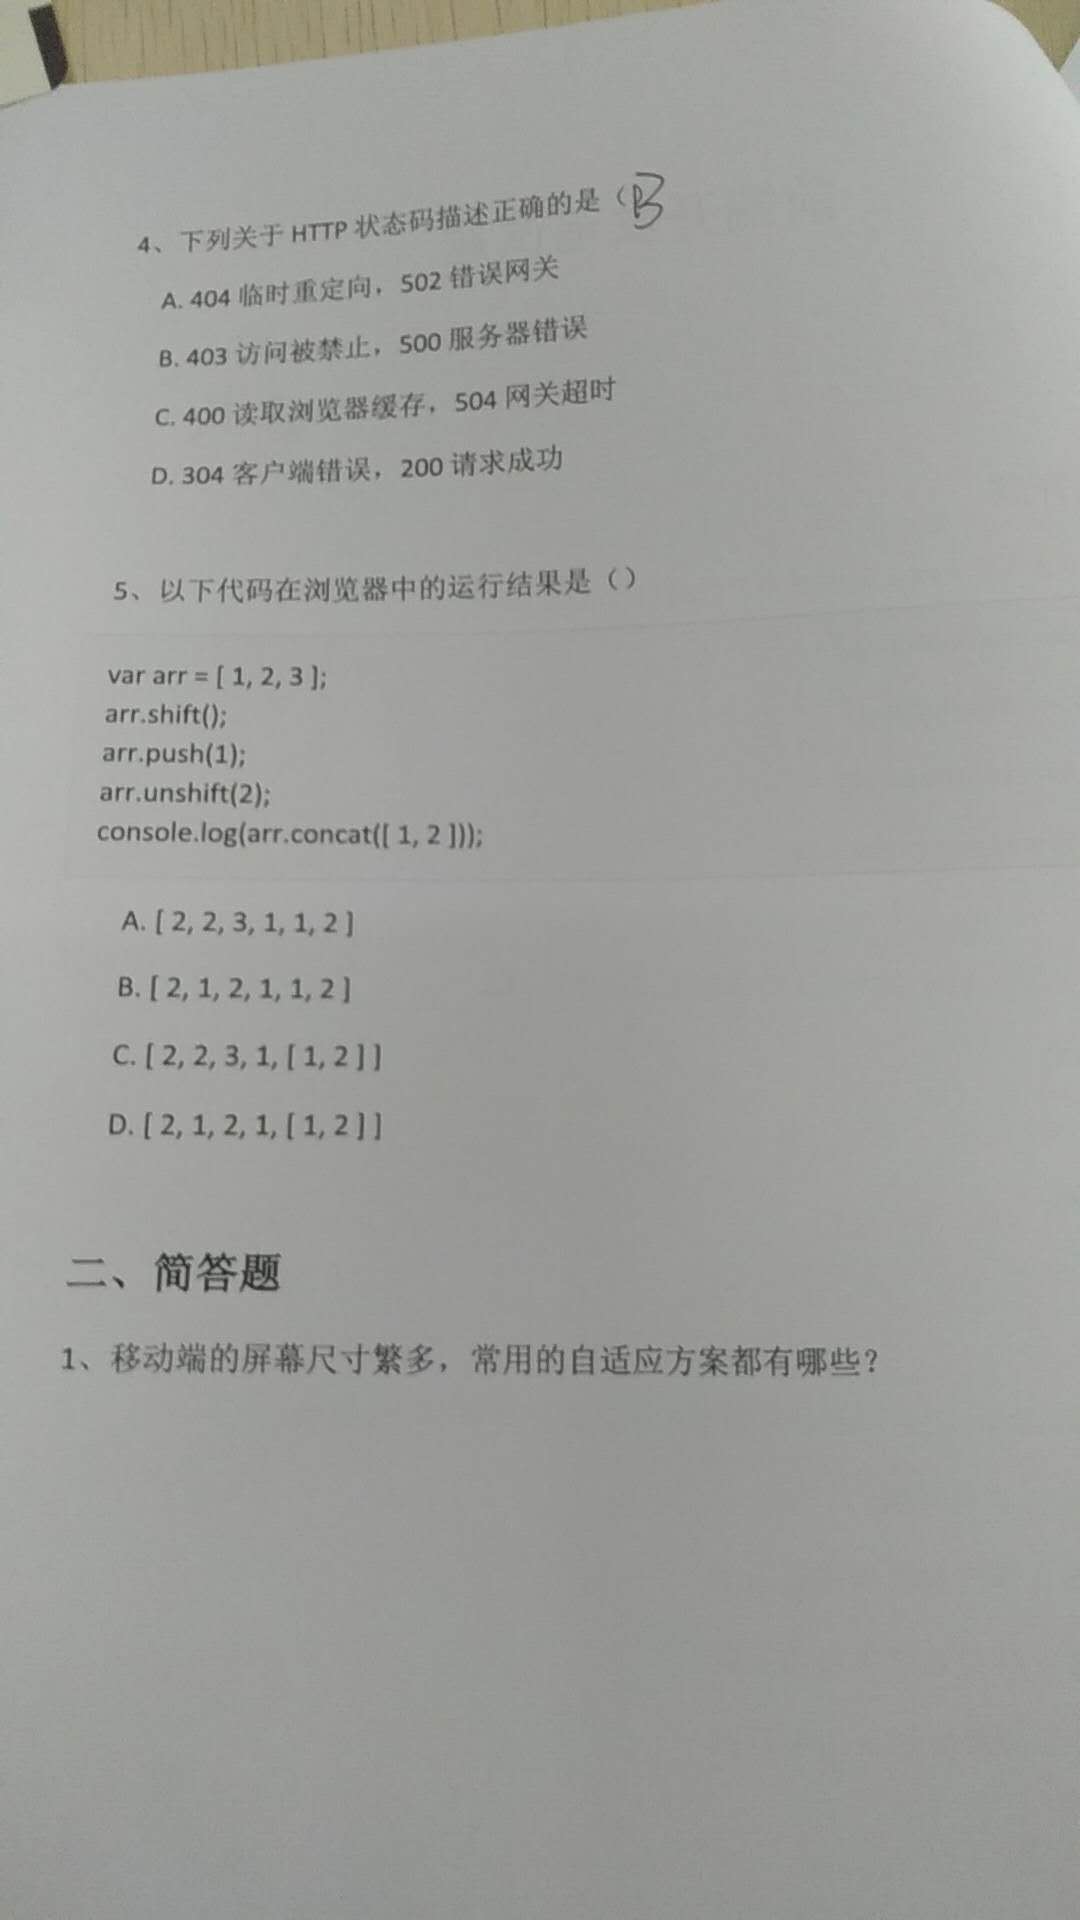 4、下列关于 HTTP 状态码描述正确的是（B
A. 404 临时重定向，502 错误网关
B. 403 访问被禁止，500 服务器错误
C. 400 读取浏览器缓存，504 网关超时
D. 304 客户端错误，200 请求成功
5、以下代码在浏览器中的运行结果是（）
var arr = [ 1, 2, 3 ];
arr.shift();
arr.push(1);
arr.unshift(2);
console.log(arr.concat([ 1, 2 ]));
A. [ 2, 2, 3, 1, 1, 2 ]
B. [ 2, 1, 2, 1, 1, 2 ]
C. [ 2, 2, 3, 1, [ 1, 2 ] ]
D. [ 2, 1, 2, 1, [ 1, 2 ] ]
二、简答题
1、移动端的屏幕尺寸繁多，常用的自适应方案都有哪些？